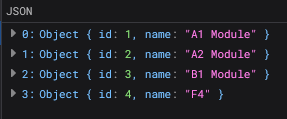 JSON
0: Object { id: 1, name: "A1 Module" }
1: Object { id: 2, name: "A2 Module" }
2: Object { id: 3, name: "B1 Module" }
3: Object { id: 4, name: "F4" }